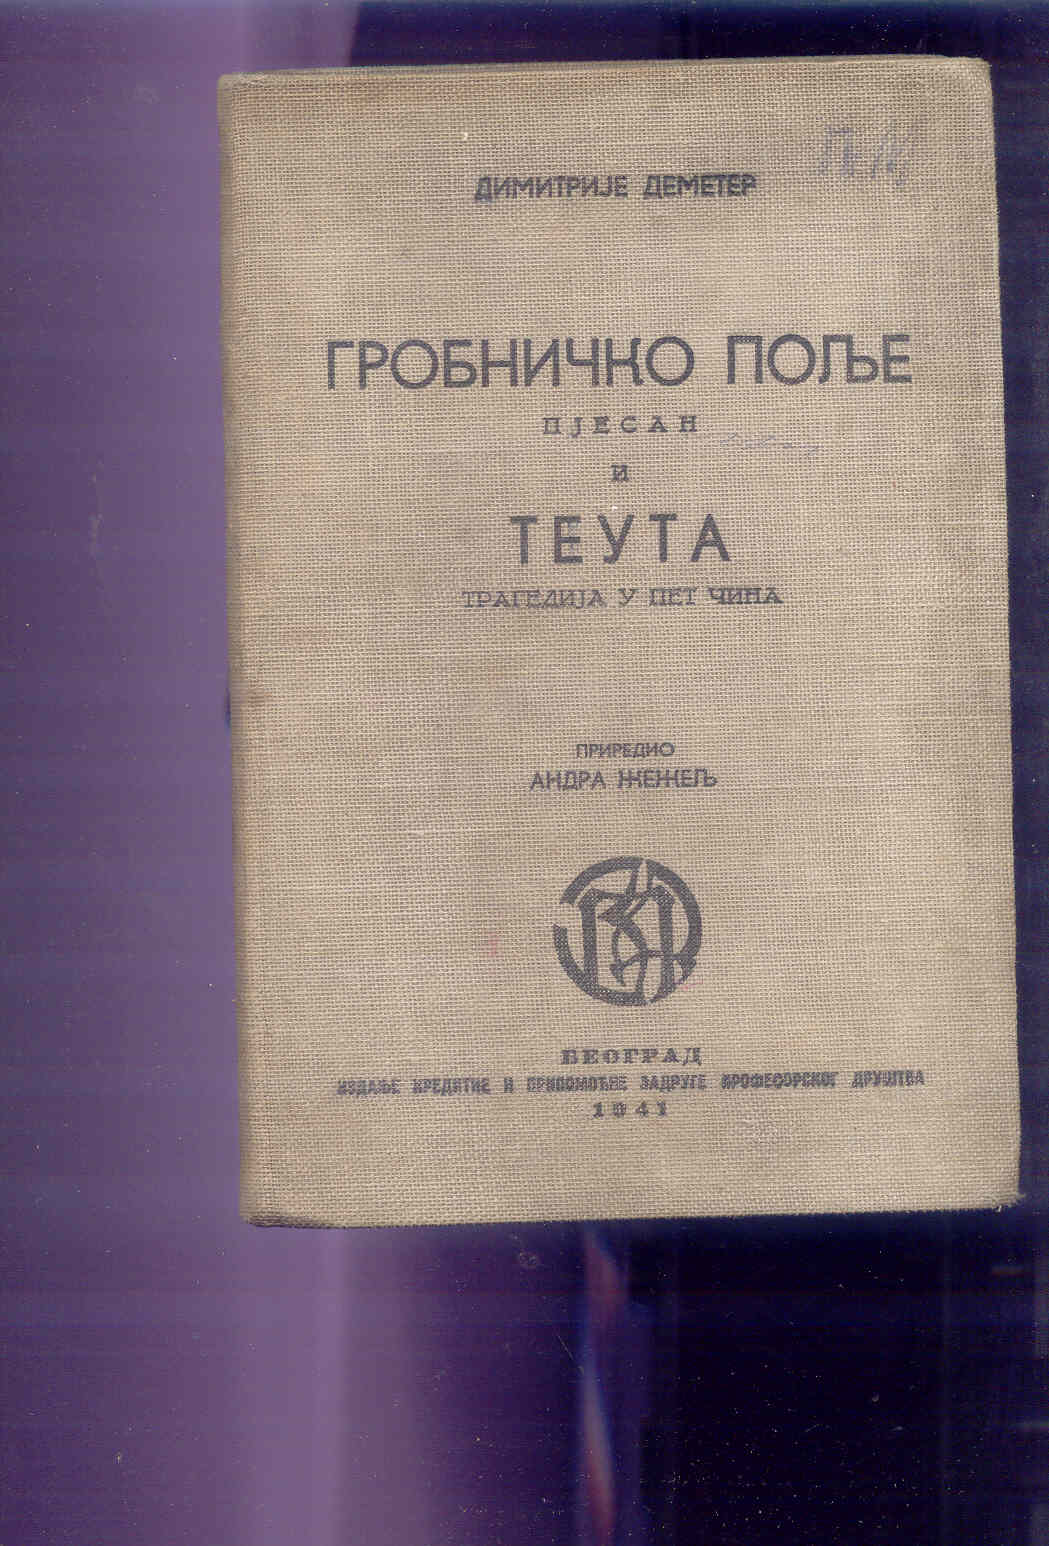 ДИМИТРИЈЕ ДЕМЕТЕР
ГРОБНИЧКО ПОЉЕ
ПЈЕСАН
И
ТЕУТА
ТРАГЕДИЈА У ПЕТ ЧИНА
ПРИРЕДИО
АНДРА ЖЕЖЕЉ
БЕОГРАД
ИЗДАЊЕ КРЕДИТНЕ И ПРИПОМОЋНЕ ЗАДРУГЕ ПРОФЕСОРСКОГ ДРУШТВА
1941